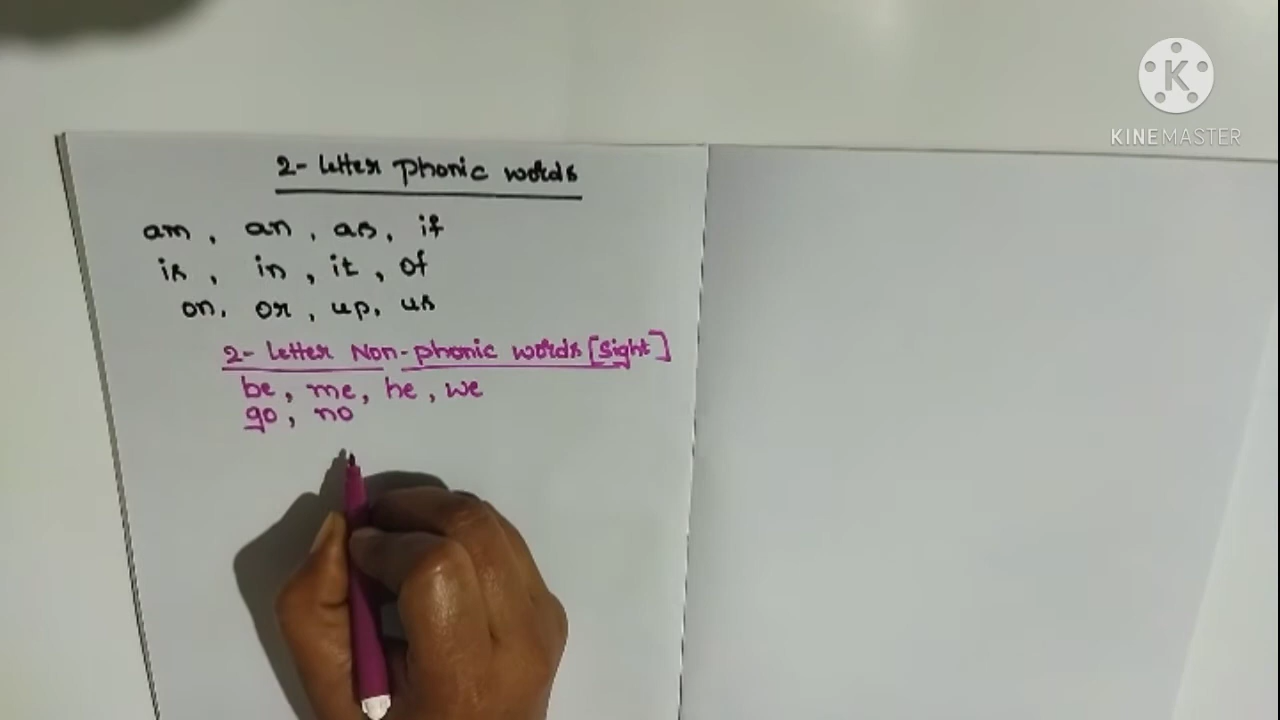 KINEMASTER
2- letter phonic words
am, an, as, if
is, in, it, of
on, or, up, us
2- letter Non-phonic words [Sight]
be, me, he, we
go, no